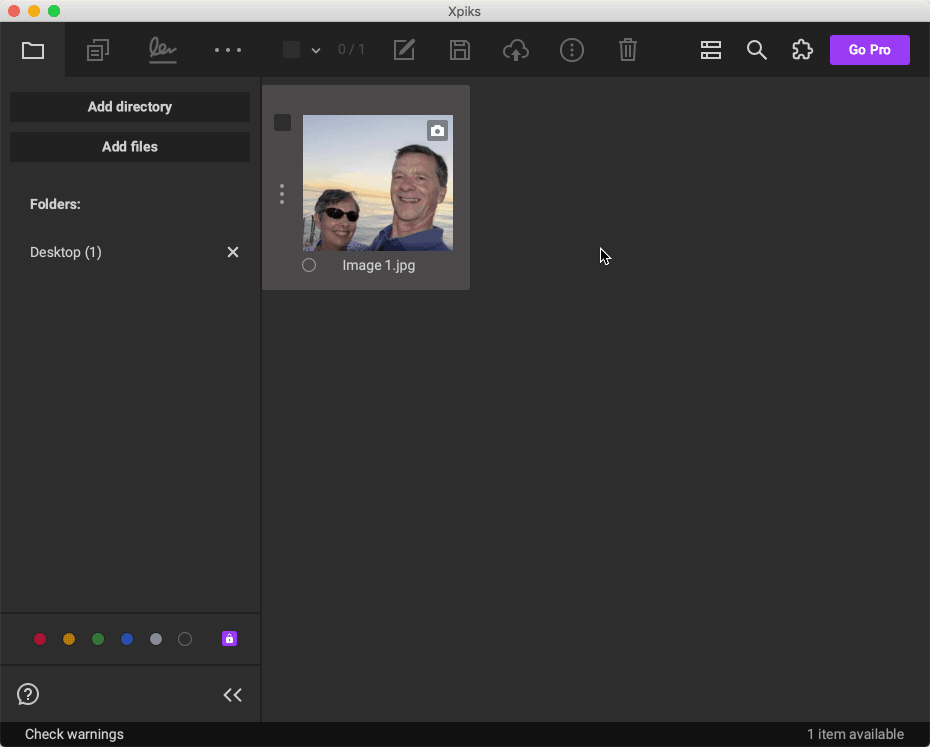 Xpiks
0 / 1
Go Pro
Add directory
Add files
Folders:
Desktop (1)
Image 1.jpg
Check warnings
1 item available